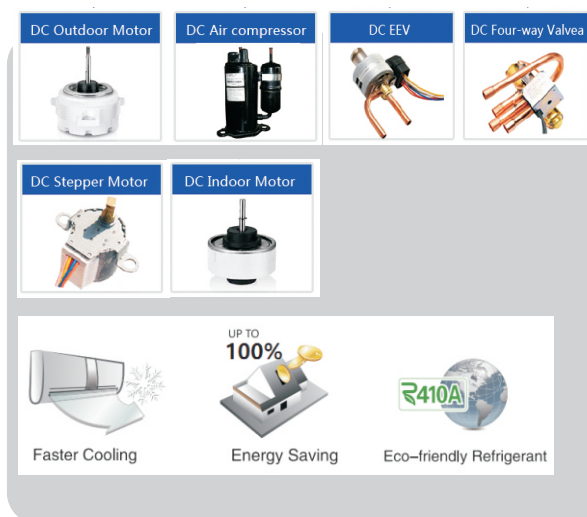 DC Outdoor Motor
DC Air compressor
DC EEV
DC Four-way Valvea
DC Stepper Motor
DC Indoor Motor
UP TO
100%
R410A
Faster Cooling
Energy Saving
Eco-friendly Refrigerant